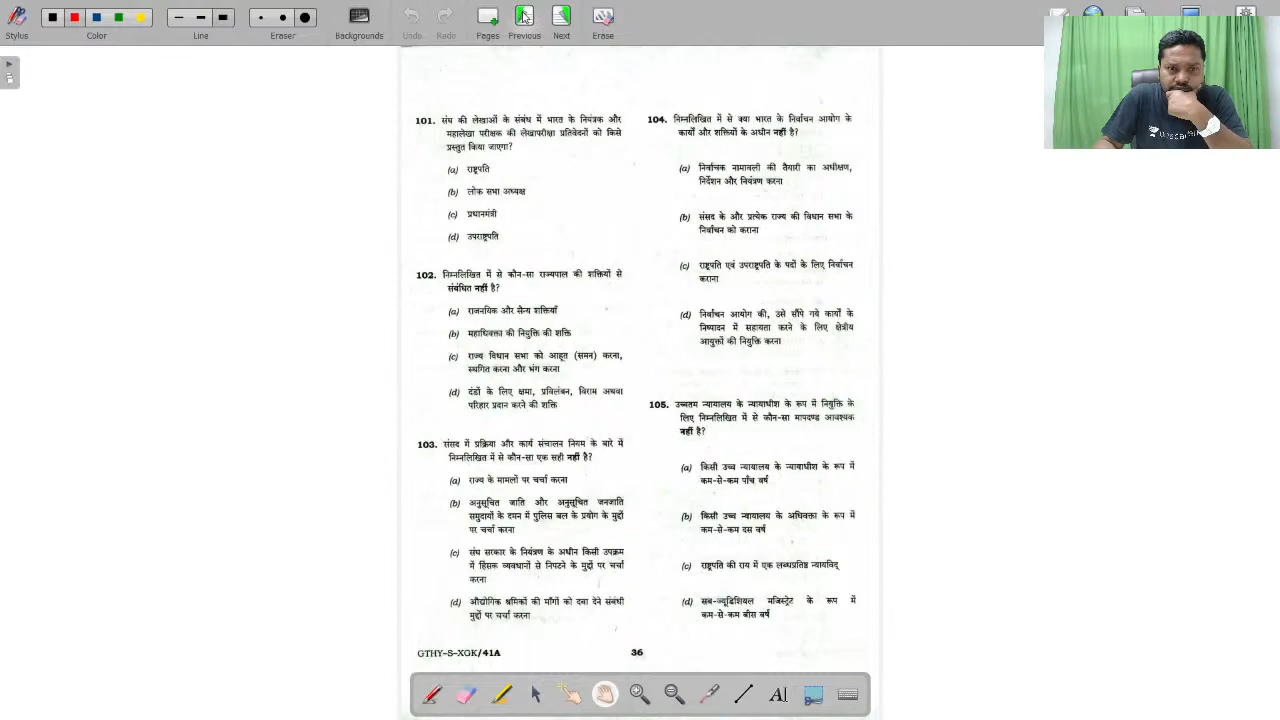 Stylus
Color
Line
Eraser
Backgrounds
Undo
Redo
Pages
Previous
Next
Erase
101. संघ की लेखाओं के संबंध में भारत के नियंत्रक और
महालेखा परीक्षक की लेखापरीक्षा प्रतिवेदनों को किसे
प्रस्तुत किया जाएगा?
(a) राष्ट्रपति
(b) लोक सभा अध्यक्ष
(c) प्रधानमंत्री
(d) उपराष्ट्रपति
102. निम्नलिखित में से कौन-सा राज्यपाल की शक्तियों से
संबंधित नहीं है?
(a) राजनयिक और सैन्य शक्तियाँ
(b) महाधिवक्ता की नियुक्ति की शक्ति
(c) राज्य विधान सभा को आहूत (समन) करना,
स्थगित करना और भंग करना
(d) दंडों के लिए क्षमा, प्रविलंबन, विराम अथवा
परिहार प्रदान करने की शक्ति
103. संसद में प्रक्रिया और कार्य संचालन नियम के बारे में
निम्नलिखित में से कौन-सा एक सही नहीं है?
(a) राज्य के मामलों पर चर्चा करना
(b) अनुसूचित जाति और अनुसूचित जनजाति
समुदायों के दमन में पुलिस बल के प्रयोग के मुद्दों
पर चर्चा करना
(c) संघ सरकार के नियंत्रण के अधीन किसी उपक्रम
में हिंसक व्यवधानों से निपटने के मुद्दों पर चर्चा
करना
(d) औद्योगिक श्रमिकों की माँगों को दबा देने संबंधी
मुद्दों पर चर्चा करना
104. निम्नलिखित में से क्या भारत के निर्वाचन आयोग के
कार्यों और शक्तियों के अधीन नहीं है?
(a) निर्वाचक नामावली की तैयारी का अधीक्षण,
निर्देशन और नियंत्रण करना
(b) संसद के और प्रत्येक राज्य की विधान सभा के
निर्वाचन को कराना
(c) राष्ट्रपति एवं उपराष्ट्रपति के पदों के लिए निर्वाचन
कराना
(d) निर्वाचन आयोग की, उसे सौंपे गये कार्यों के
निष्पादन में सहायता करने के लिए क्षेत्रीय
आयुक्तों की नियुक्ति करना
105. उच्चतम न्यायालय के न्यायाधीश के रूप में नियुक्ति के
लिए निम्नलिखित में से कौन-सा मापदण्ड आवश्यक
नहीं है?
(a) किसी उच्च न्यायालय के न्यायाधीश के रूप में
कम-से-कम पाँच वर्ष
(b) किसी उच्च न्यायालय के अधिवक्ता के रूप में
कम-से-कम दस वर्ष
(c) राष्ट्रपति की राय में एक लब्धप्रतिष्ठ न्यायविद्
(d) सब-ज्यूडिशियल मजिस्ट्रेट के रूप में
कम-से-कम बीस वर्ष
GTHY-S-XGK/41A
36